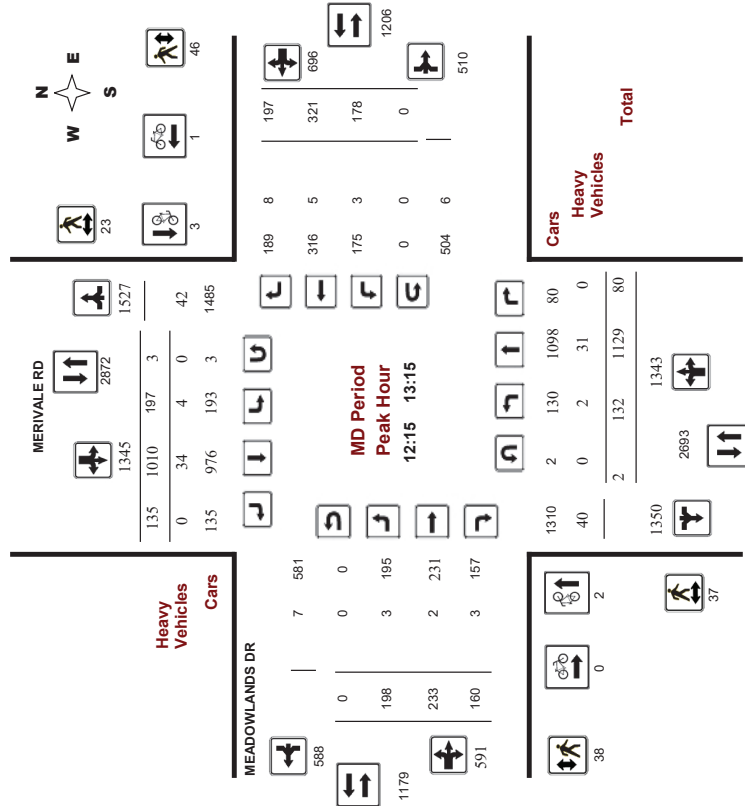 N
W E
S
46
23
1
3
MERIVALE RD
2872
1345
1527
135 1010 197 3
0 34 4 0 42
135 976 193 3 1485
Heavy
Vehicles
Cars
1206
696
510
189 8 197
316 5 321
175 3 178
0 0 0
504 6
MD Period
Peak Hour
12:15 13:15
MEADOWLANDS DR
7 581
0 0 0
198 3 195
233 2 231
160 3 157
588
1179
591
Cars
Heavy
Vehicles
Total
1310 2 130 1098 80
40 0 2 31 0
2 132 1129 80
1350
1343
2693
2
0
37
38